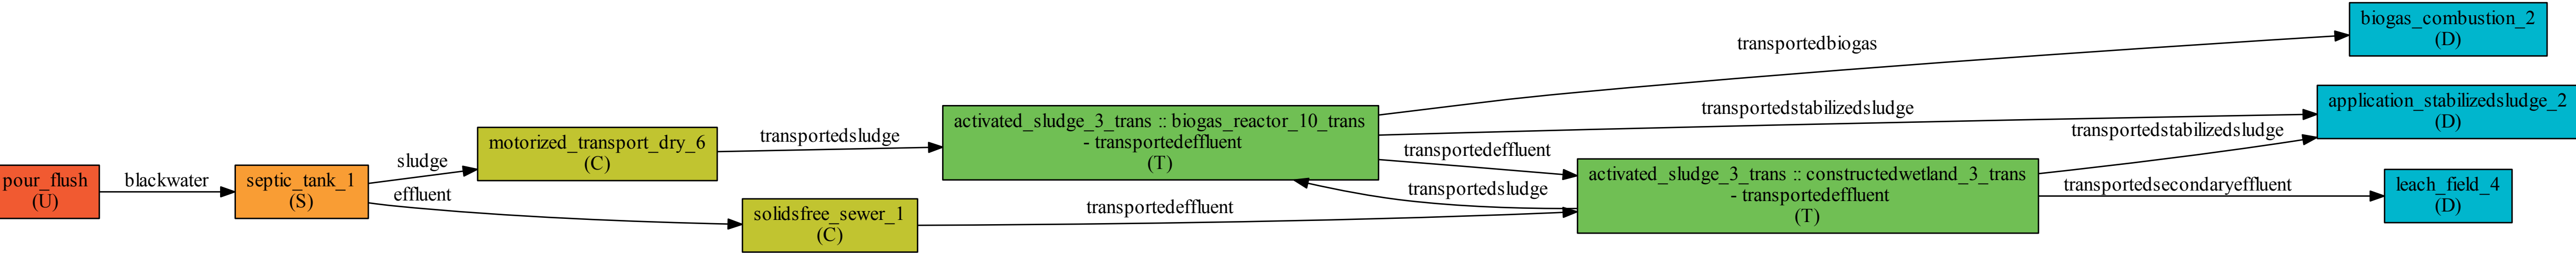 pour_flush
(U)
blackwater
septic_tank_1
(S)
sludge
effluent
motorized_transport_dry_6
(C)
solidsfree_sewer_1
(C)
transportedsludge
transportedeffluent
activated_sludge_3_trans :: biogas_reactor_10_trans
- transportedeffluent
(T)
transportedeffluent
transportedsludge
activated_sludge_3_trans :: constructedwetland_3_trans
- transportedeffluent
(T)
transportedbiogas
transportedstabilizedsludge
transportedstabilizedsludge
transportedsecondaryeffluent
biogas_combustion_2
(D)
application_stabilizedsludge_2
(D)
leach_field_4
(D)